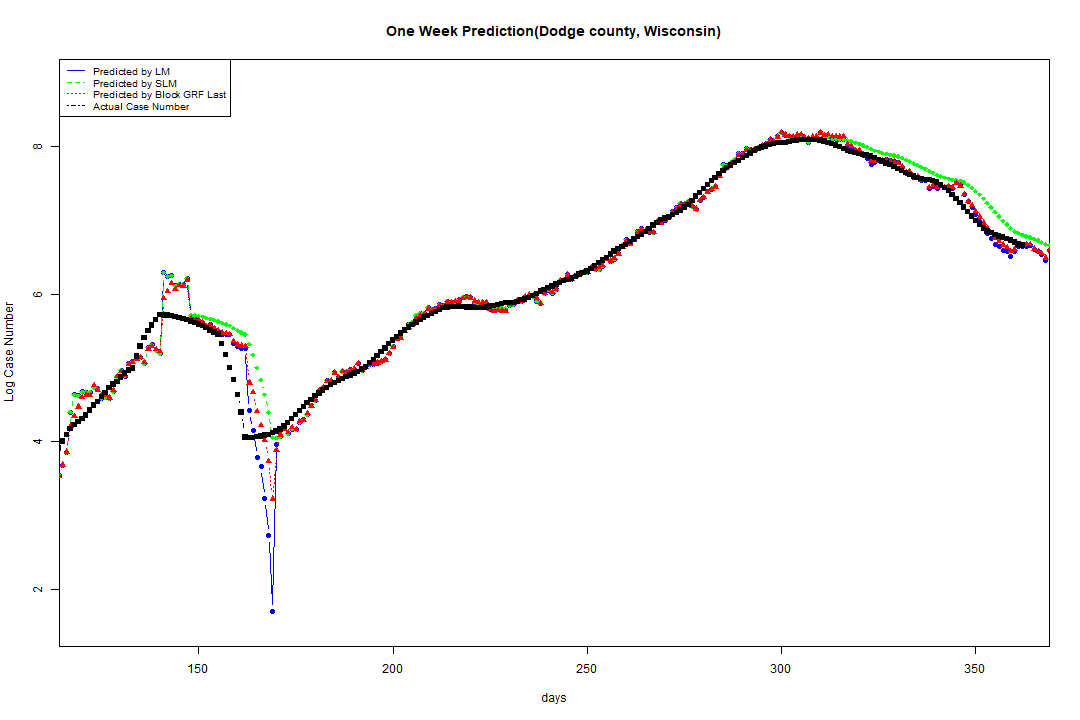 One Week Prediction(Dodge county, Wisconsin)
Predicted by LM
Predicted by SLM
Predicted by Block GRF Last
Actual Case Number
8
6
4
2
Log Case Number
150 200 250 300 350
days